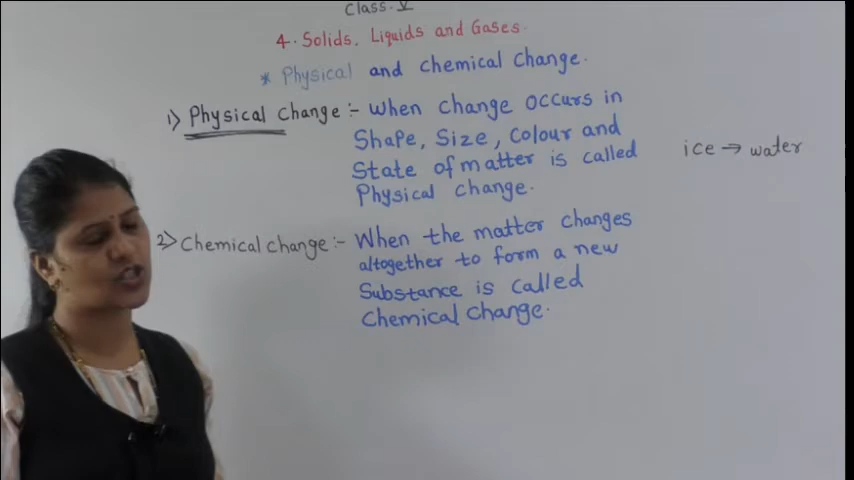 Class. V
4. Solids, Liquids and Gases.
* Physical and chemical Change.
1) Physical Change :- When change occurs in
Shape, Size, Colour and
State of matter is called
Physical change.
ice → water
2) Chemical change :- When the matter changes
altogether to form a new
Substance is called
Chemical Change.